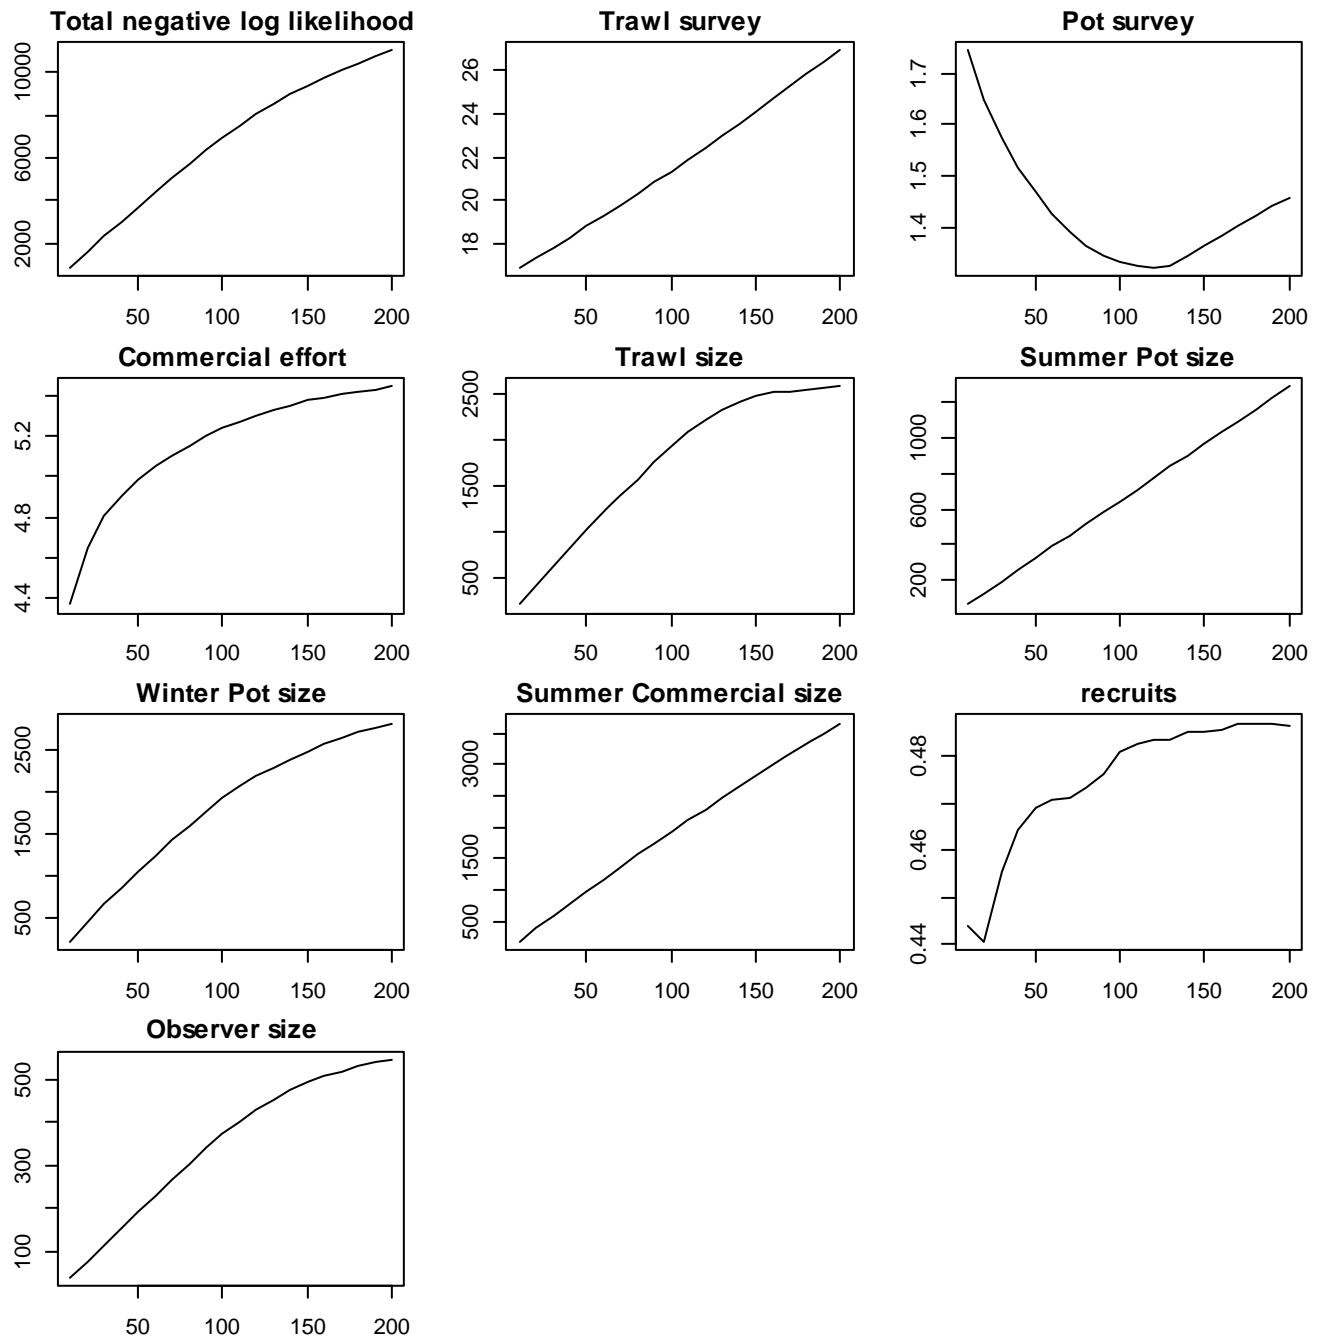 Total negative log likelihood
2000 6000 10000
50 100 150 200
Trawl survey
18 20 22 24 26
50 100 150 200
Pot survey
1.4 1.5 1.6 1.7
50 100 150 200
Commercial effort
4.4 4.8 5.2
50 100 150 200
Trawl size
500 1500 2500
50 100 150 200
Summer Pot size
200 600 1000
50 100 150 200
Winter Pot size
500 1500 2500
50 100 150 200
Summer Commercial size
500 1500 3000
50 100 150 200
recruits
0.44 0.46 0.48
50 100 150 200
Observer size
100 300 500
50 100 150 200